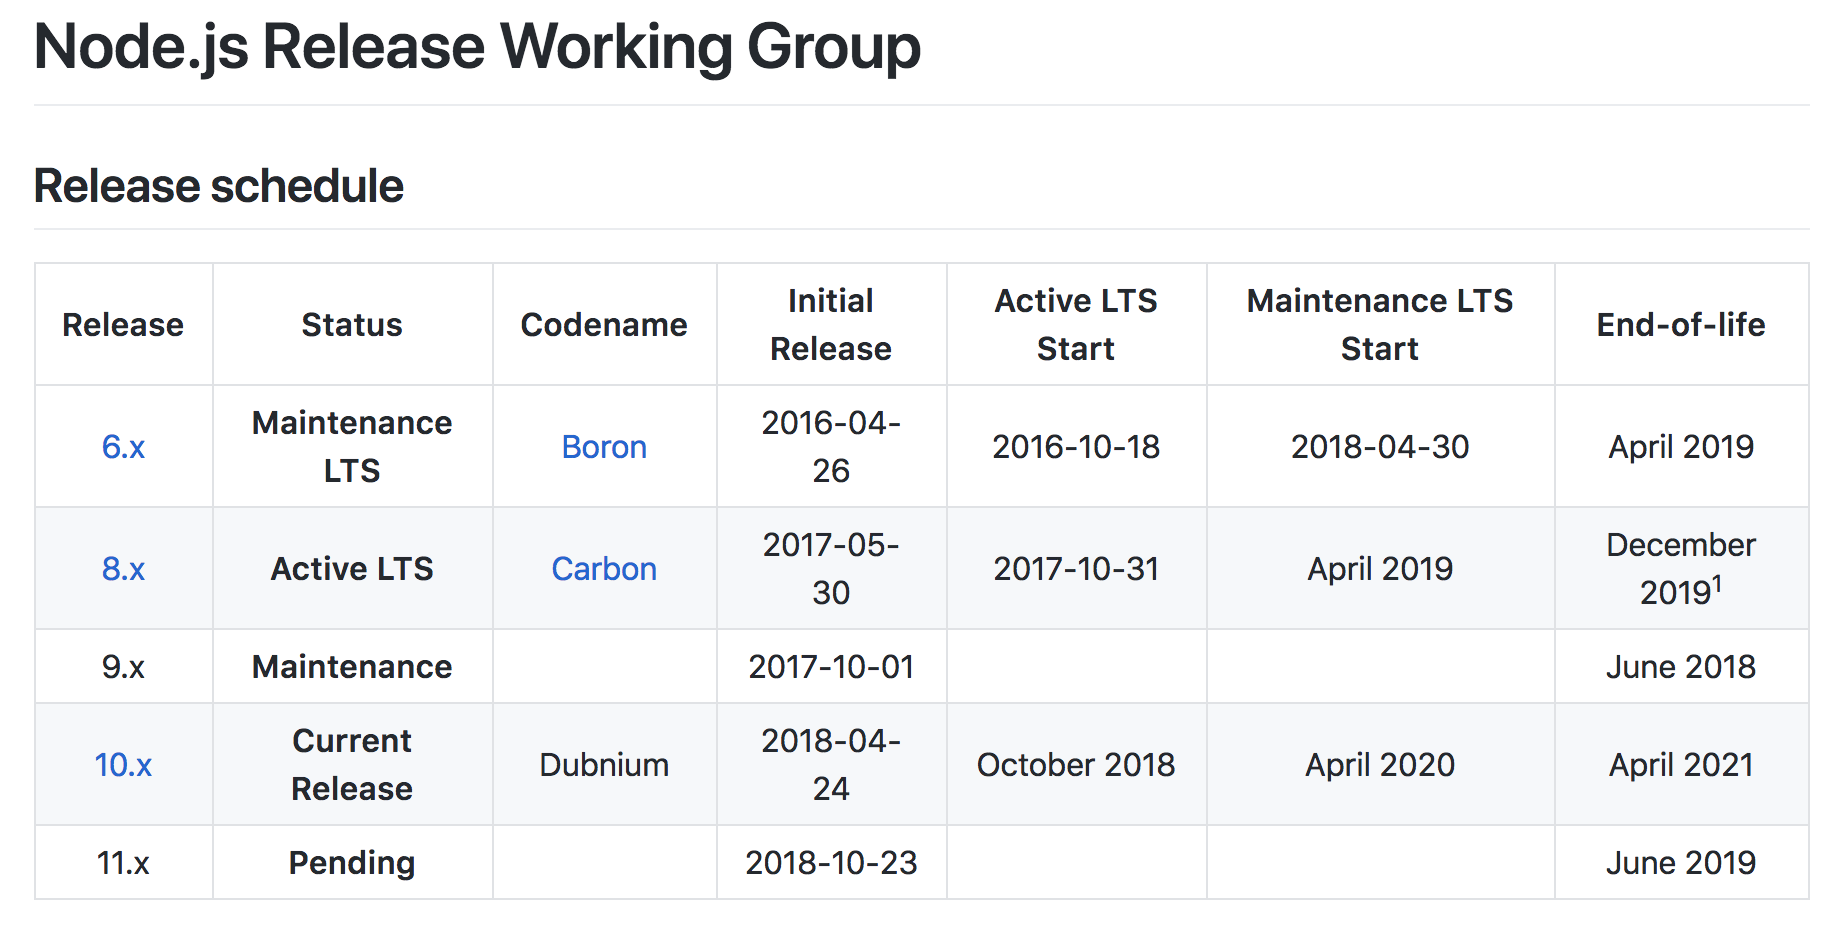 Node.js Release Working Group
Release schedule
Release Status Codename Initial Release Active LTS Start Maintenance LTS Start End-of-life
6.x Maintenance LTS Boron 2016-04-26 2016-10-18 2018-04-30 April 2019
8.x Active LTS Carbon 2017-05-30 2017-10-31 April 2019 December 2019¹
9.x Maintenance 2017-10-01 June 2018
10.x Current Release Dubnium 2018-04-24 October 2018 April 2020 April 2021
11.x Pending 2018-10-23 June 2019